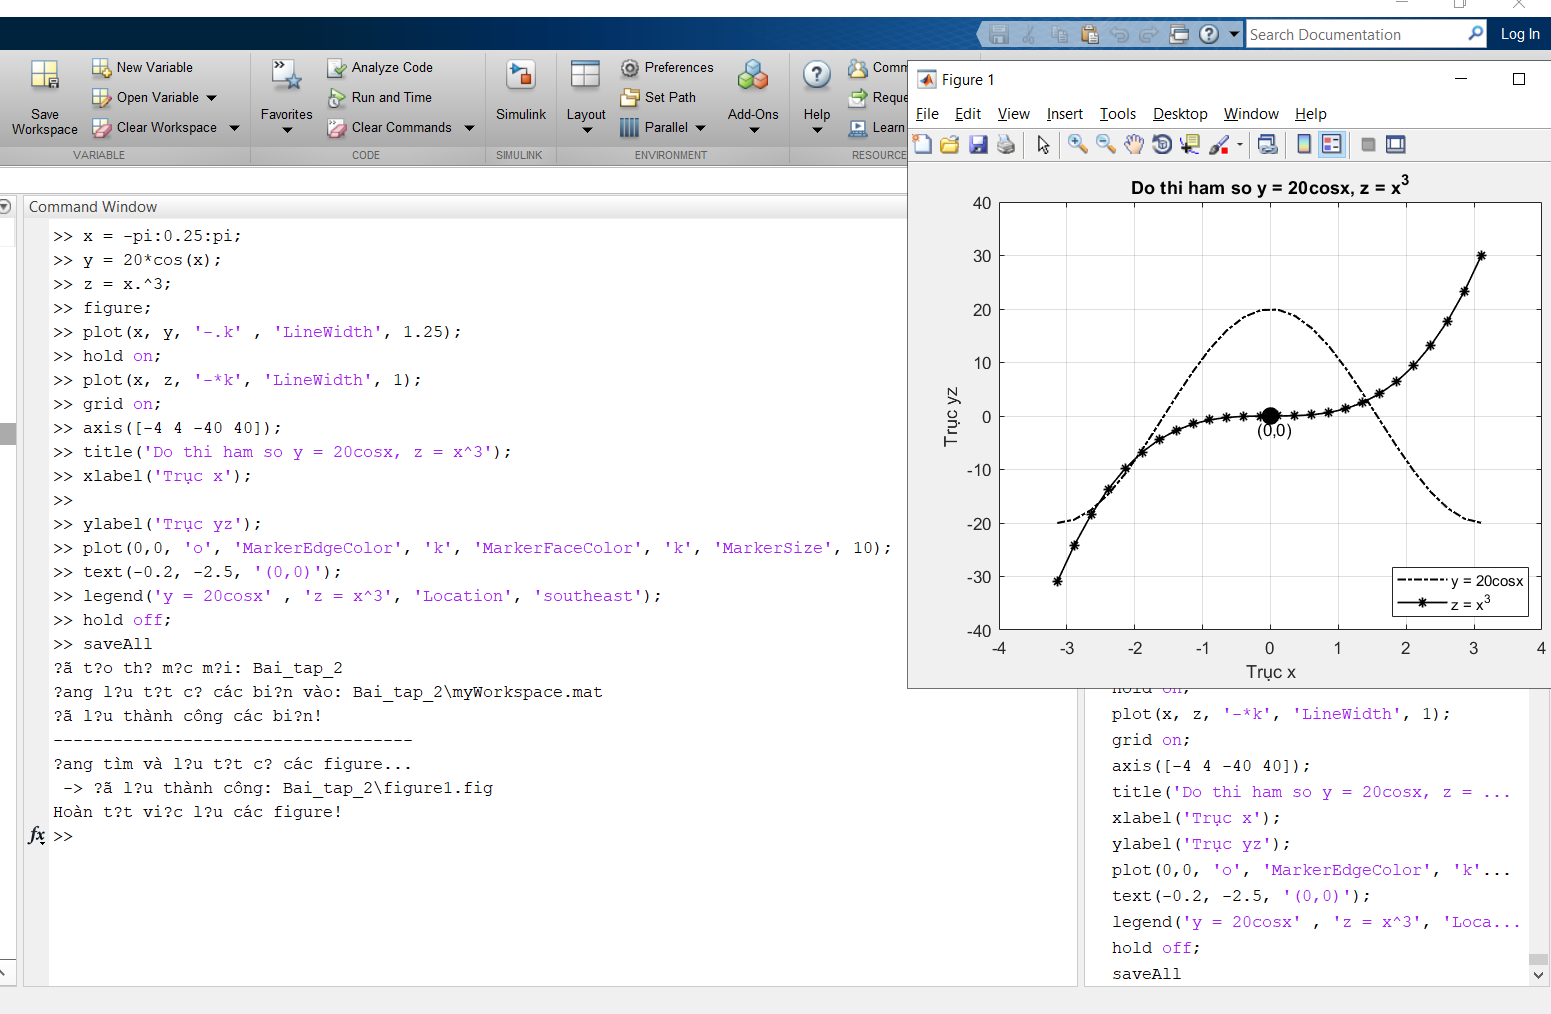 Search Documentation
Log In
New Variable
Open Variable
Clear Workspace
Save Workspace
VARIABLE
Favorites
Analyze Code
Run and Time
Clear Commands
CODE
Simulink
SIMULINK
Layout
Preferences
Set Path
Parallel
Add-Ons
ENVIRONMENT
Help
Comm
Reque
Learn
RESOURCE
Command Window
>> x = -pi:0.25:pi;
>> y = 20*cos(x);
>> z = x.^3;
>> figure;
>> plot(x, y, '-.k' , 'LineWidth', 1.25);
>> hold on;
>> plot(x, z, '-*k', 'LineWidth', 1);
>> grid on;
>> axis([-4 4 -40 40]);
>> title('Do thi ham so y = 20cosx, z = x^3');
>> xlabel('Trục x');
>>
>> ylabel('Trục yz');
>> plot(0,0, 'o', 'MarkerEdgeColor', 'k', 'MarkerFaceColor', 'k', 'MarkerSize', 10);
>> text(-0.2, -2.5, '(0,0)');
>> legend('y = 20cosx' , 'z = x^3', 'Location', 'southeast');
>> hold off;
>> saveAll
?ã t?o th? m?c m?i: Bai_tap_2
?ang l?u t?t c? các bi?n vào: Bai_tap_2\myWorkspace.mat
?ã l?u thành công các bi?n!
------------------------------------
?ang tìm và l?u t?t c? các figure...
-> ?ã l?u thành công: Bai_tap_2\figure1.fig
Hoàn t?t vi?c l?u các figure!
fx >>
Figure 1
File Edit View Insert Tools Desktop Window Help
Do thi ham so y = 20cosx, z = x³
40
30
20
10
0
-10
-20
-30
-40
Trục yz
(0,0)
y = 20cosx
z = x³
-4 -3 -2 -1 0 1 2 3 4
Trục x
hold on;
plot(x, z, '-*k', 'LineWidth', 1);
grid on;
axis([-4 4 -40 40]);
title('Do thi ham so y = 20cosx, z = ...
xlabel('Trục x');
ylabel('Trục yz');
plot(0,0, 'o', 'MarkerEdgeColor', 'k'...
text(-0.2, -2.5, '(0,0)');
legend('y = 20cosx' , 'z = x^3', 'Loca...
hold off;
saveAll